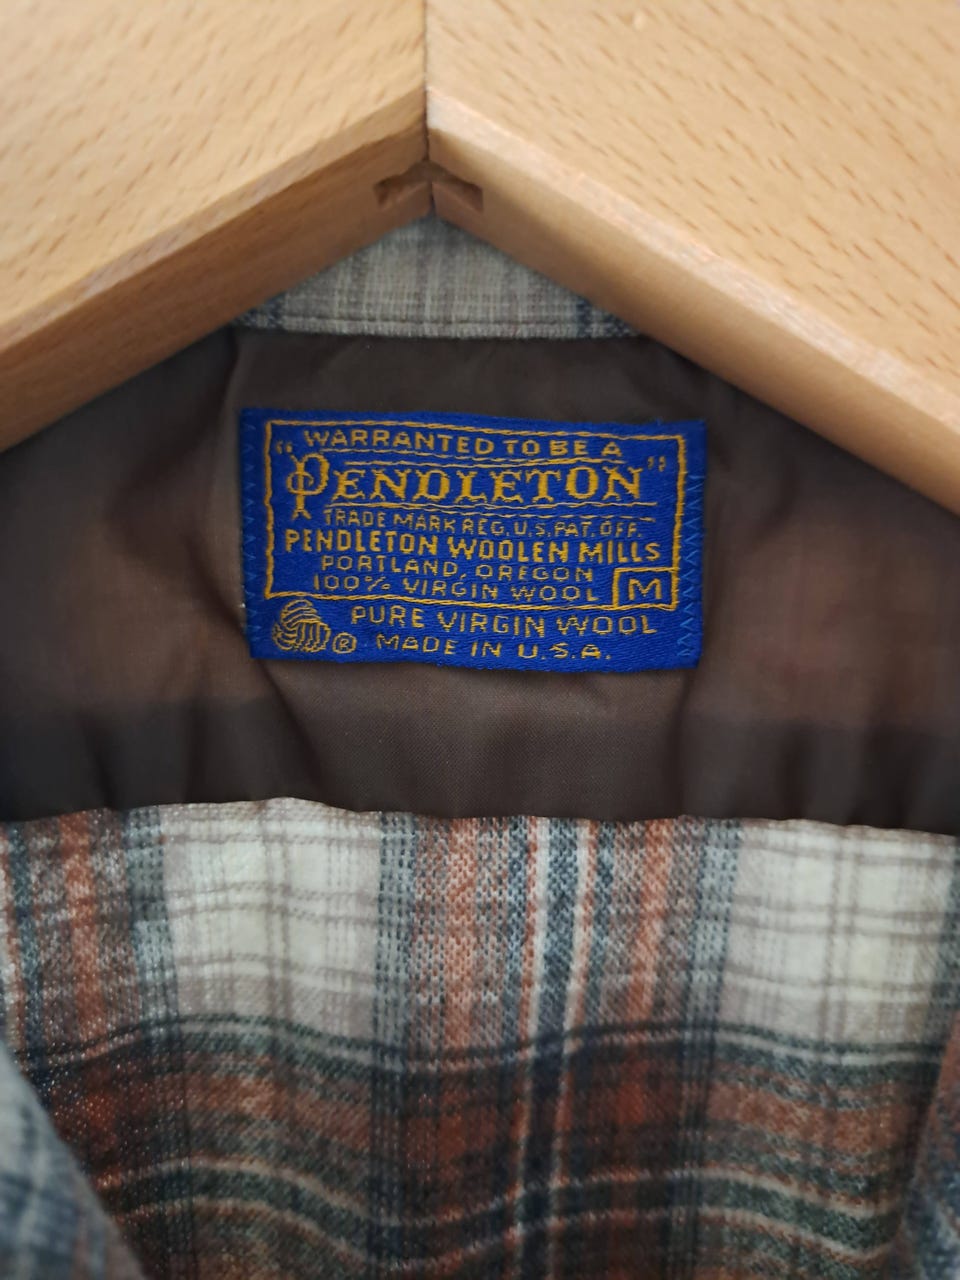 WARRANTED TO BE A
"PENDLETON"
TRADE MARK REG. U.S. PAT. OFF.
PENDLETON WOOLEN MILLS
PORTLAND, OREGON
100% VIRGIN WOOL M
PURE VIRGIN WOOL
® MADE IN U.S.A.